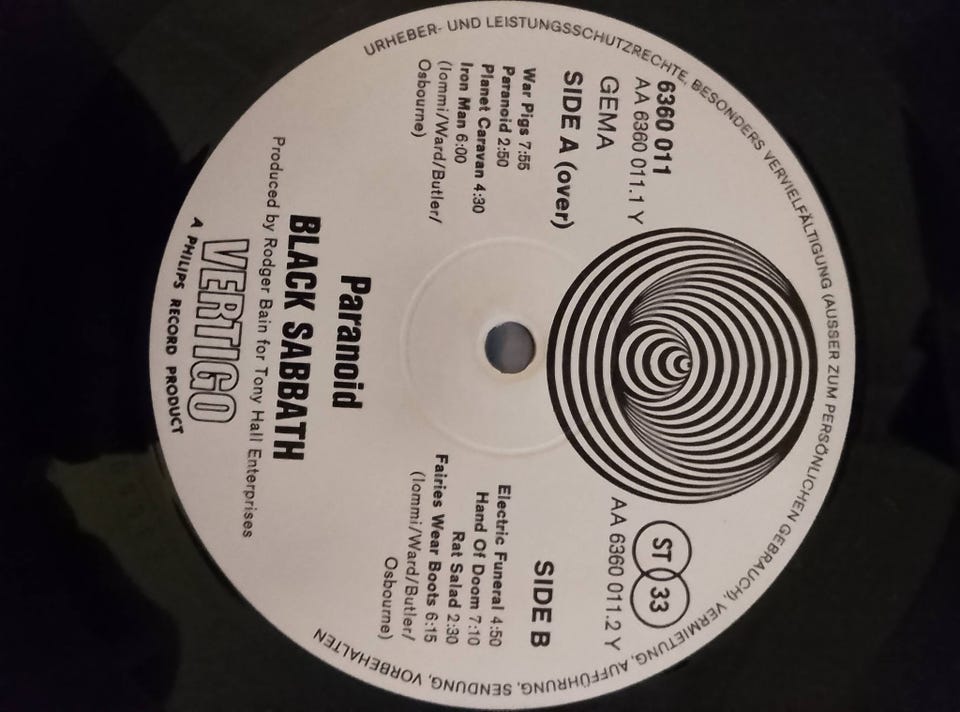 URHEBER- UND LEISTUNGSSCHUTZRECHTE, BESONDERS VERVIELFÄLTIGUNG (AUSSER ZUM PERSÖNLICHEN GEBRAUCH), VERMIETUNG, AUFFÜHRUNG, SENDUNG, VORBEHALTEN
6360 011
AA 6360 011.1 Y
GEMA
SIDE A (over)
War Pigs 7:55
Paranoid 2:50
Planet Caravan 4:30
Iron Man 6:00
(Iommi/Ward/Butler/
Osbourne)
ST 33
AA 6360 011.2 Y
SIDE B
Electric Funeral 4:50
Hand Of Doom 7:10
Rat Salad 2:30
Fairies Wear Boots 6:15
(Iommi/Ward/Butler/
Osbourne)
Paranoid
BLACK SABBATH
Produced by Rodger Bain for Tony Hall Enterprises
VERTIGO
A PHILIPS RECORD PRODUCT